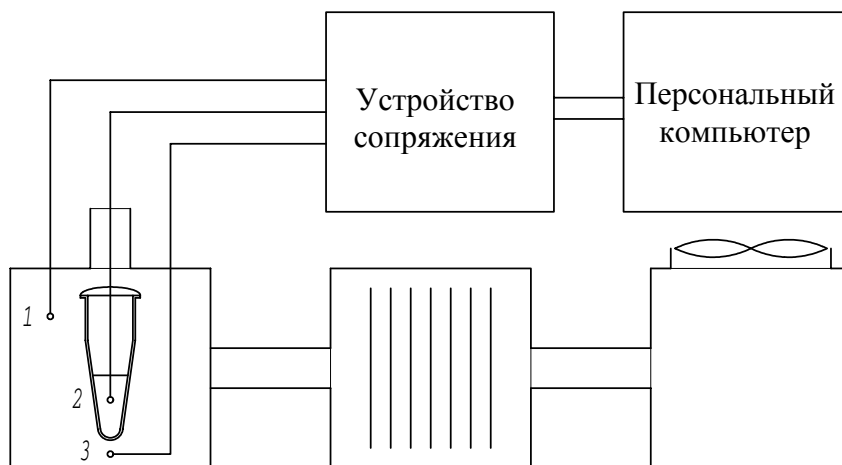 Устройство
сопряжения
Персональный
компьютер
1
2
3